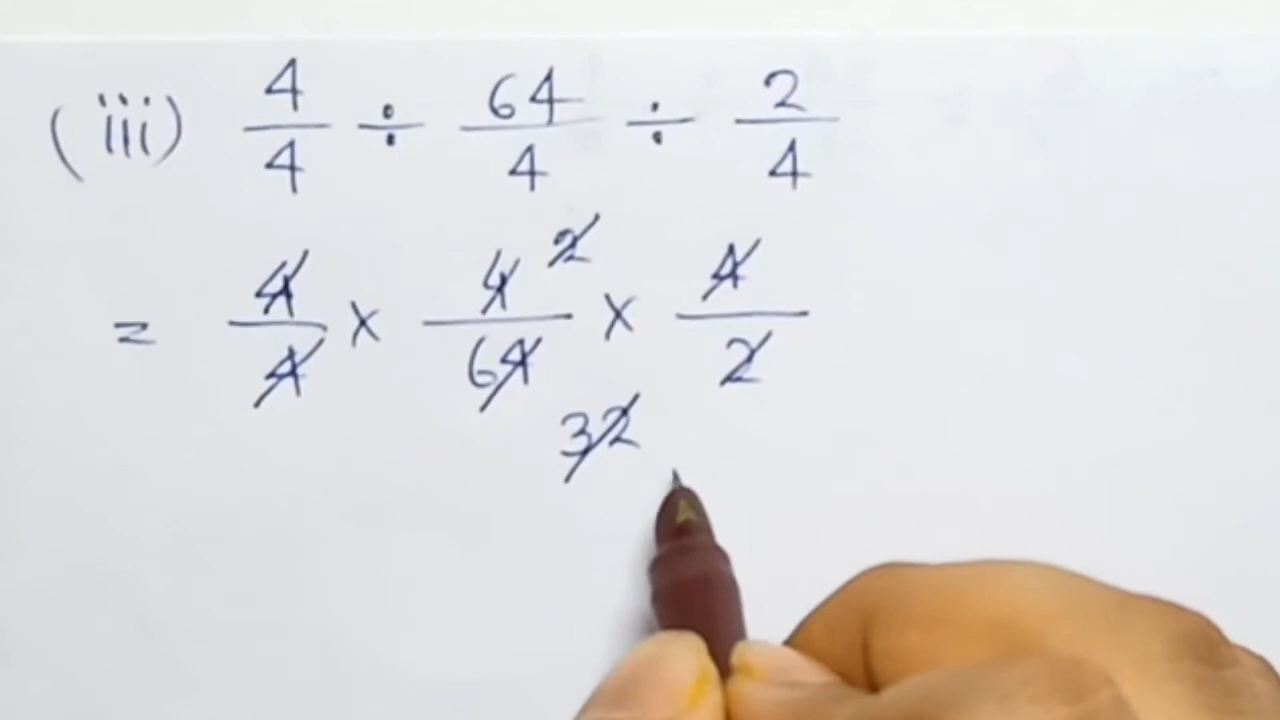 (iii) 4/4 ÷ 64/4 ÷ 2/4
= 4/4 × 4/64 × 4/2
2
32